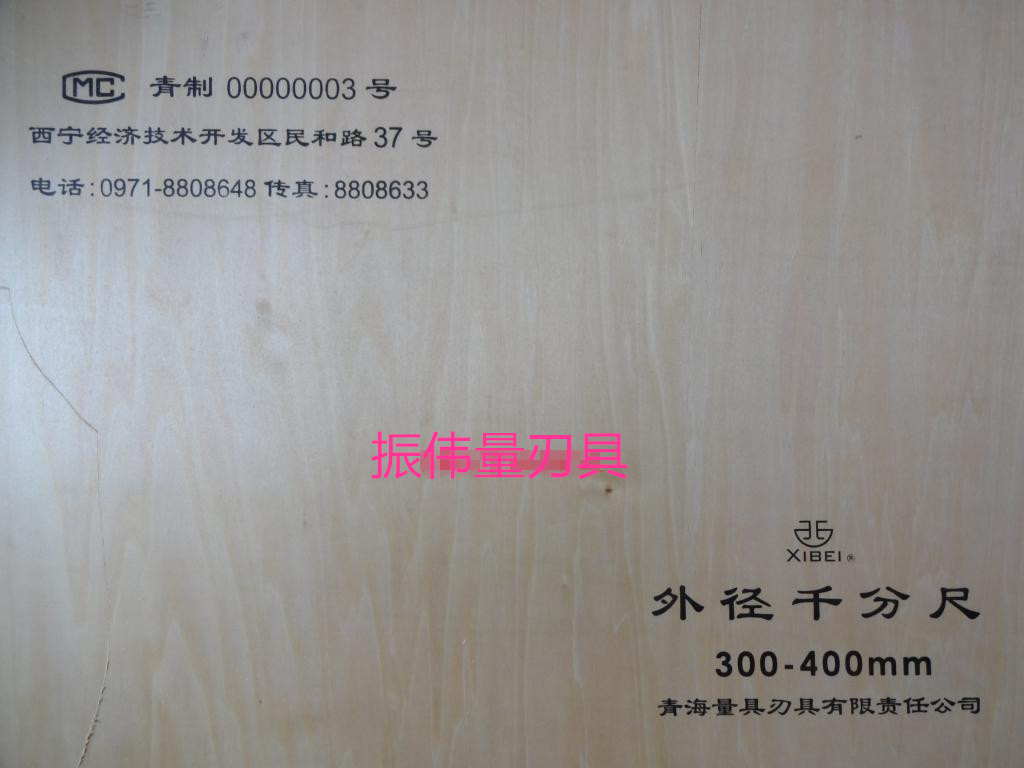 MC 青制 00000003 号
西宁经济技术开发区民和路 37 号
电话:0971-8808648 传真:8808633
振伟量刃具
XIBEI ®
外径千分尺
300-400mm
青海量具刃具有限责任公司